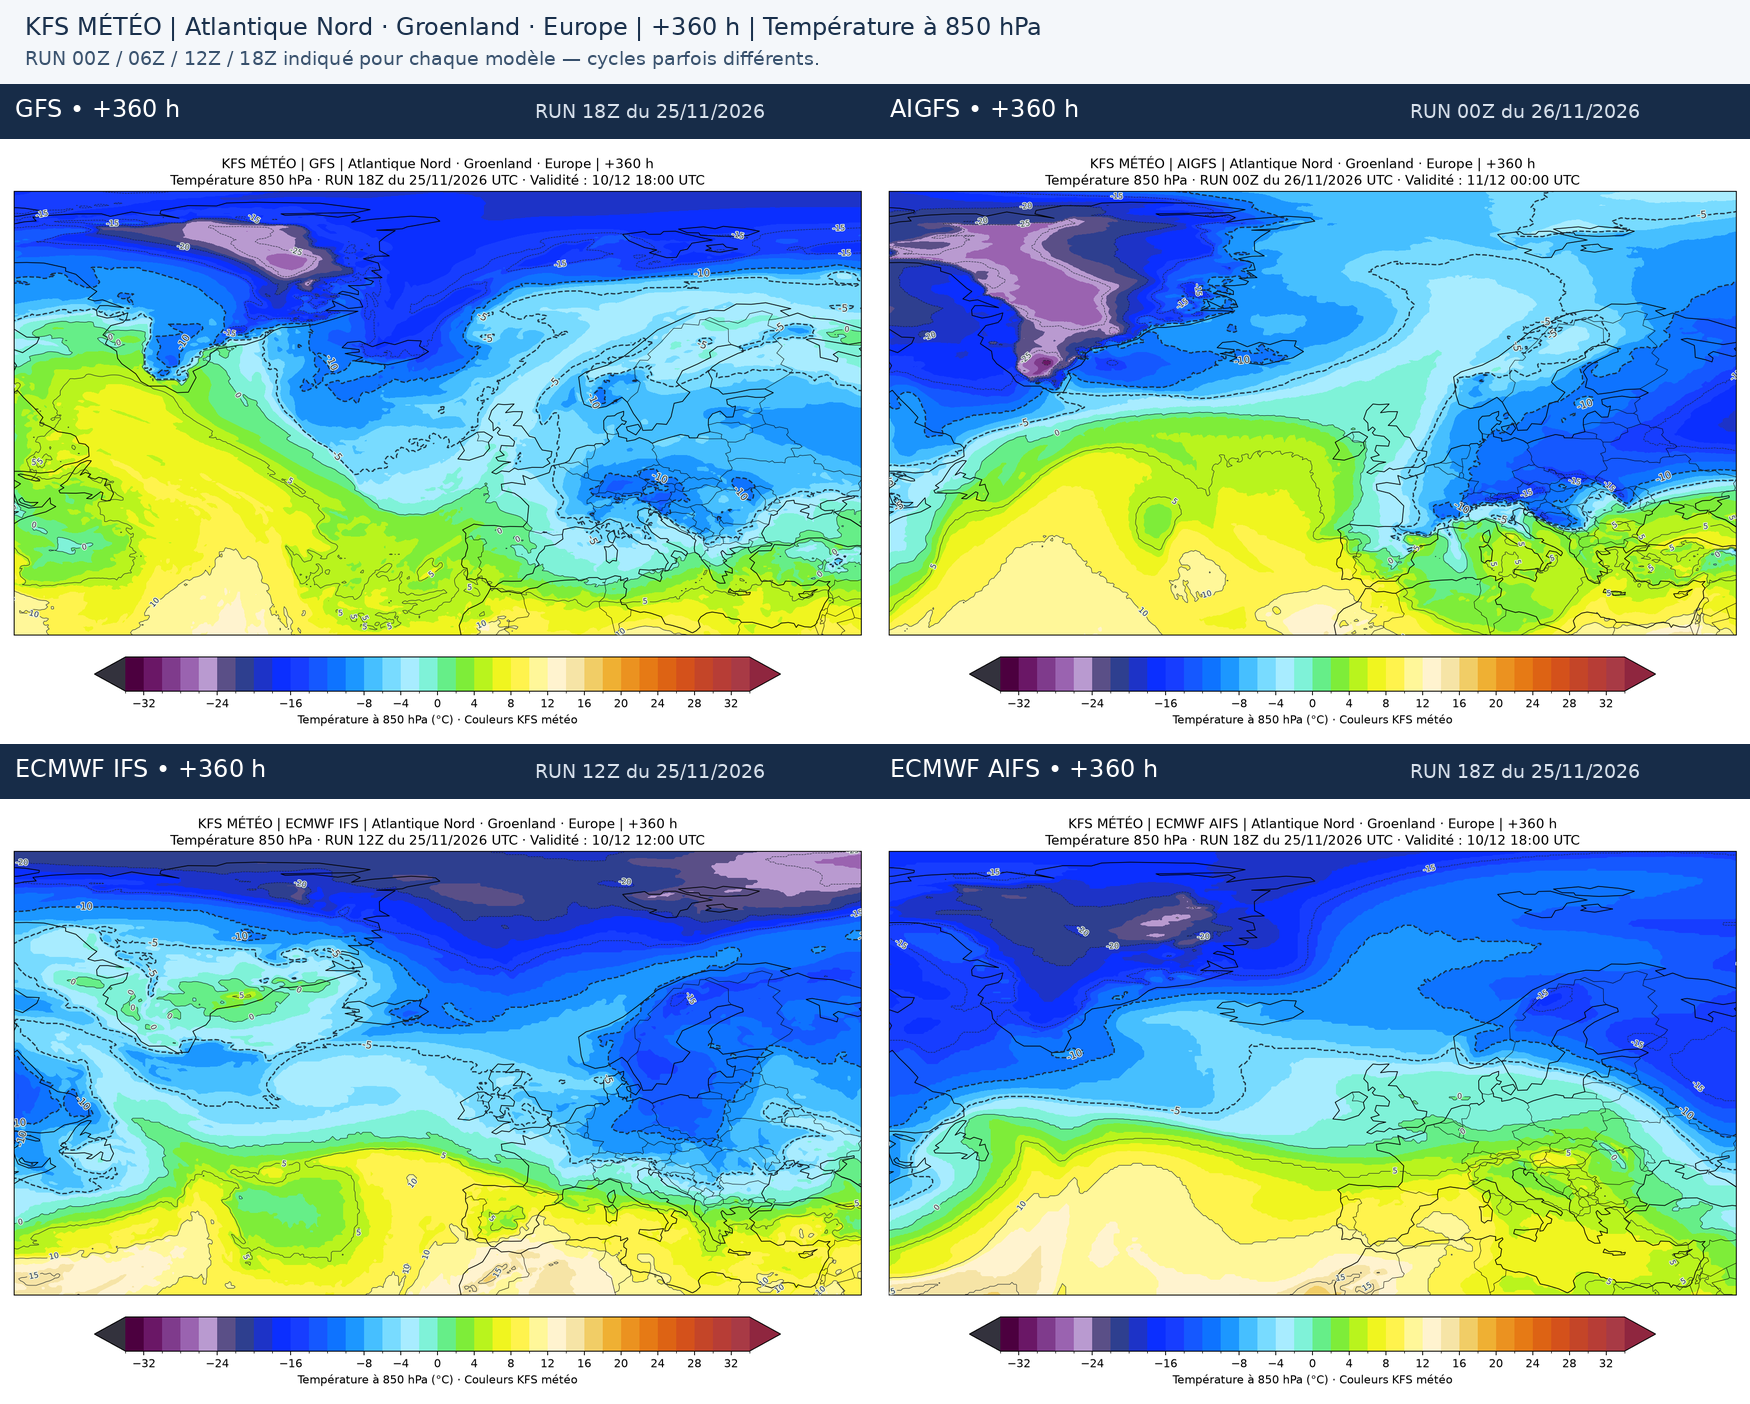 KFS MÉTÉO | Atlantique Nord · Groenland · Europe | +360 h | Température à 850 hPa
RUN 00Z / 06Z / 12Z / 18Z indiqué pour chaque modèle — cycles parfois différents.
GFS • +360 h
RUN 18Z du 25/11/2026
AIGFS • +360 h
RUN 00Z du 26/11/2026
KFS MÉTÉO | GFS | Atlantique Nord · Groenland · Europe | +360 h
Température 850 hPa · RUN 18Z du 25/11/2026 UTC · Validité : 10/12 18:00 UTC
KFS MÉTÉO | AIGFS | Atlantique Nord · Groenland · Europe | +360 h
Température 850 hPa · RUN 00Z du 26/11/2026 UTC · Validité : 11/12 00:00 UTC
−32 −24 −16 −8 −4 0 4 8 12 16 20 24 28 32
Température à 850 hPa (°C) · Couleurs KFS météo
−32 −24 −16 −8 −4 0 4 8 12 16 20 24 28 32
Température à 850 hPa (°C) · Couleurs KFS météo
ECMWF IFS • +360 h
RUN 12Z du 25/11/2026
ECMWF AIFS • +360 h
RUN 18Z du 25/11/2026
KFS MÉTÉO | ECMWF IFS | Atlantique Nord · Groenland · Europe | +360 h
Température 850 hPa · RUN 12Z du 25/11/2026 UTC · Validité : 10/12 12:00 UTC
KFS MÉTÉO | ECMWF AIFS | Atlantique Nord · Groenland · Europe | +360 h
Température 850 hPa · RUN 18Z du 25/11/2026 UTC · Validité : 10/12 18:00 UTC
−32 −24 −16 −8 −4 0 4 8 12 16 20 24 28 32
Température à 850 hPa (°C) · Couleurs KFS météo
−32 −24 −16 −8 −4 0 4 8 12 16 20 24 28 32
Température à 850 hPa (°C) · Couleurs KFS météo